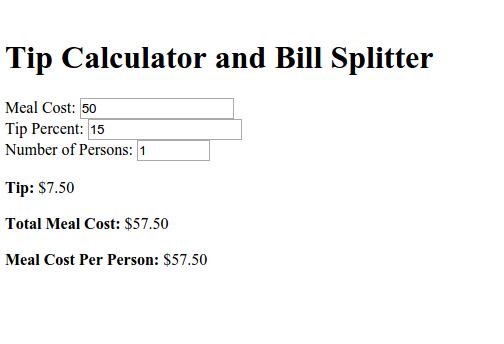 Tip Calculator and Bill Splitter
Meal Cost: 50
Tip Percent: 15
Number of Persons: 1
Tip: $7.50
Total Meal Cost: $57.50
Meal Cost Per Person: $57.50